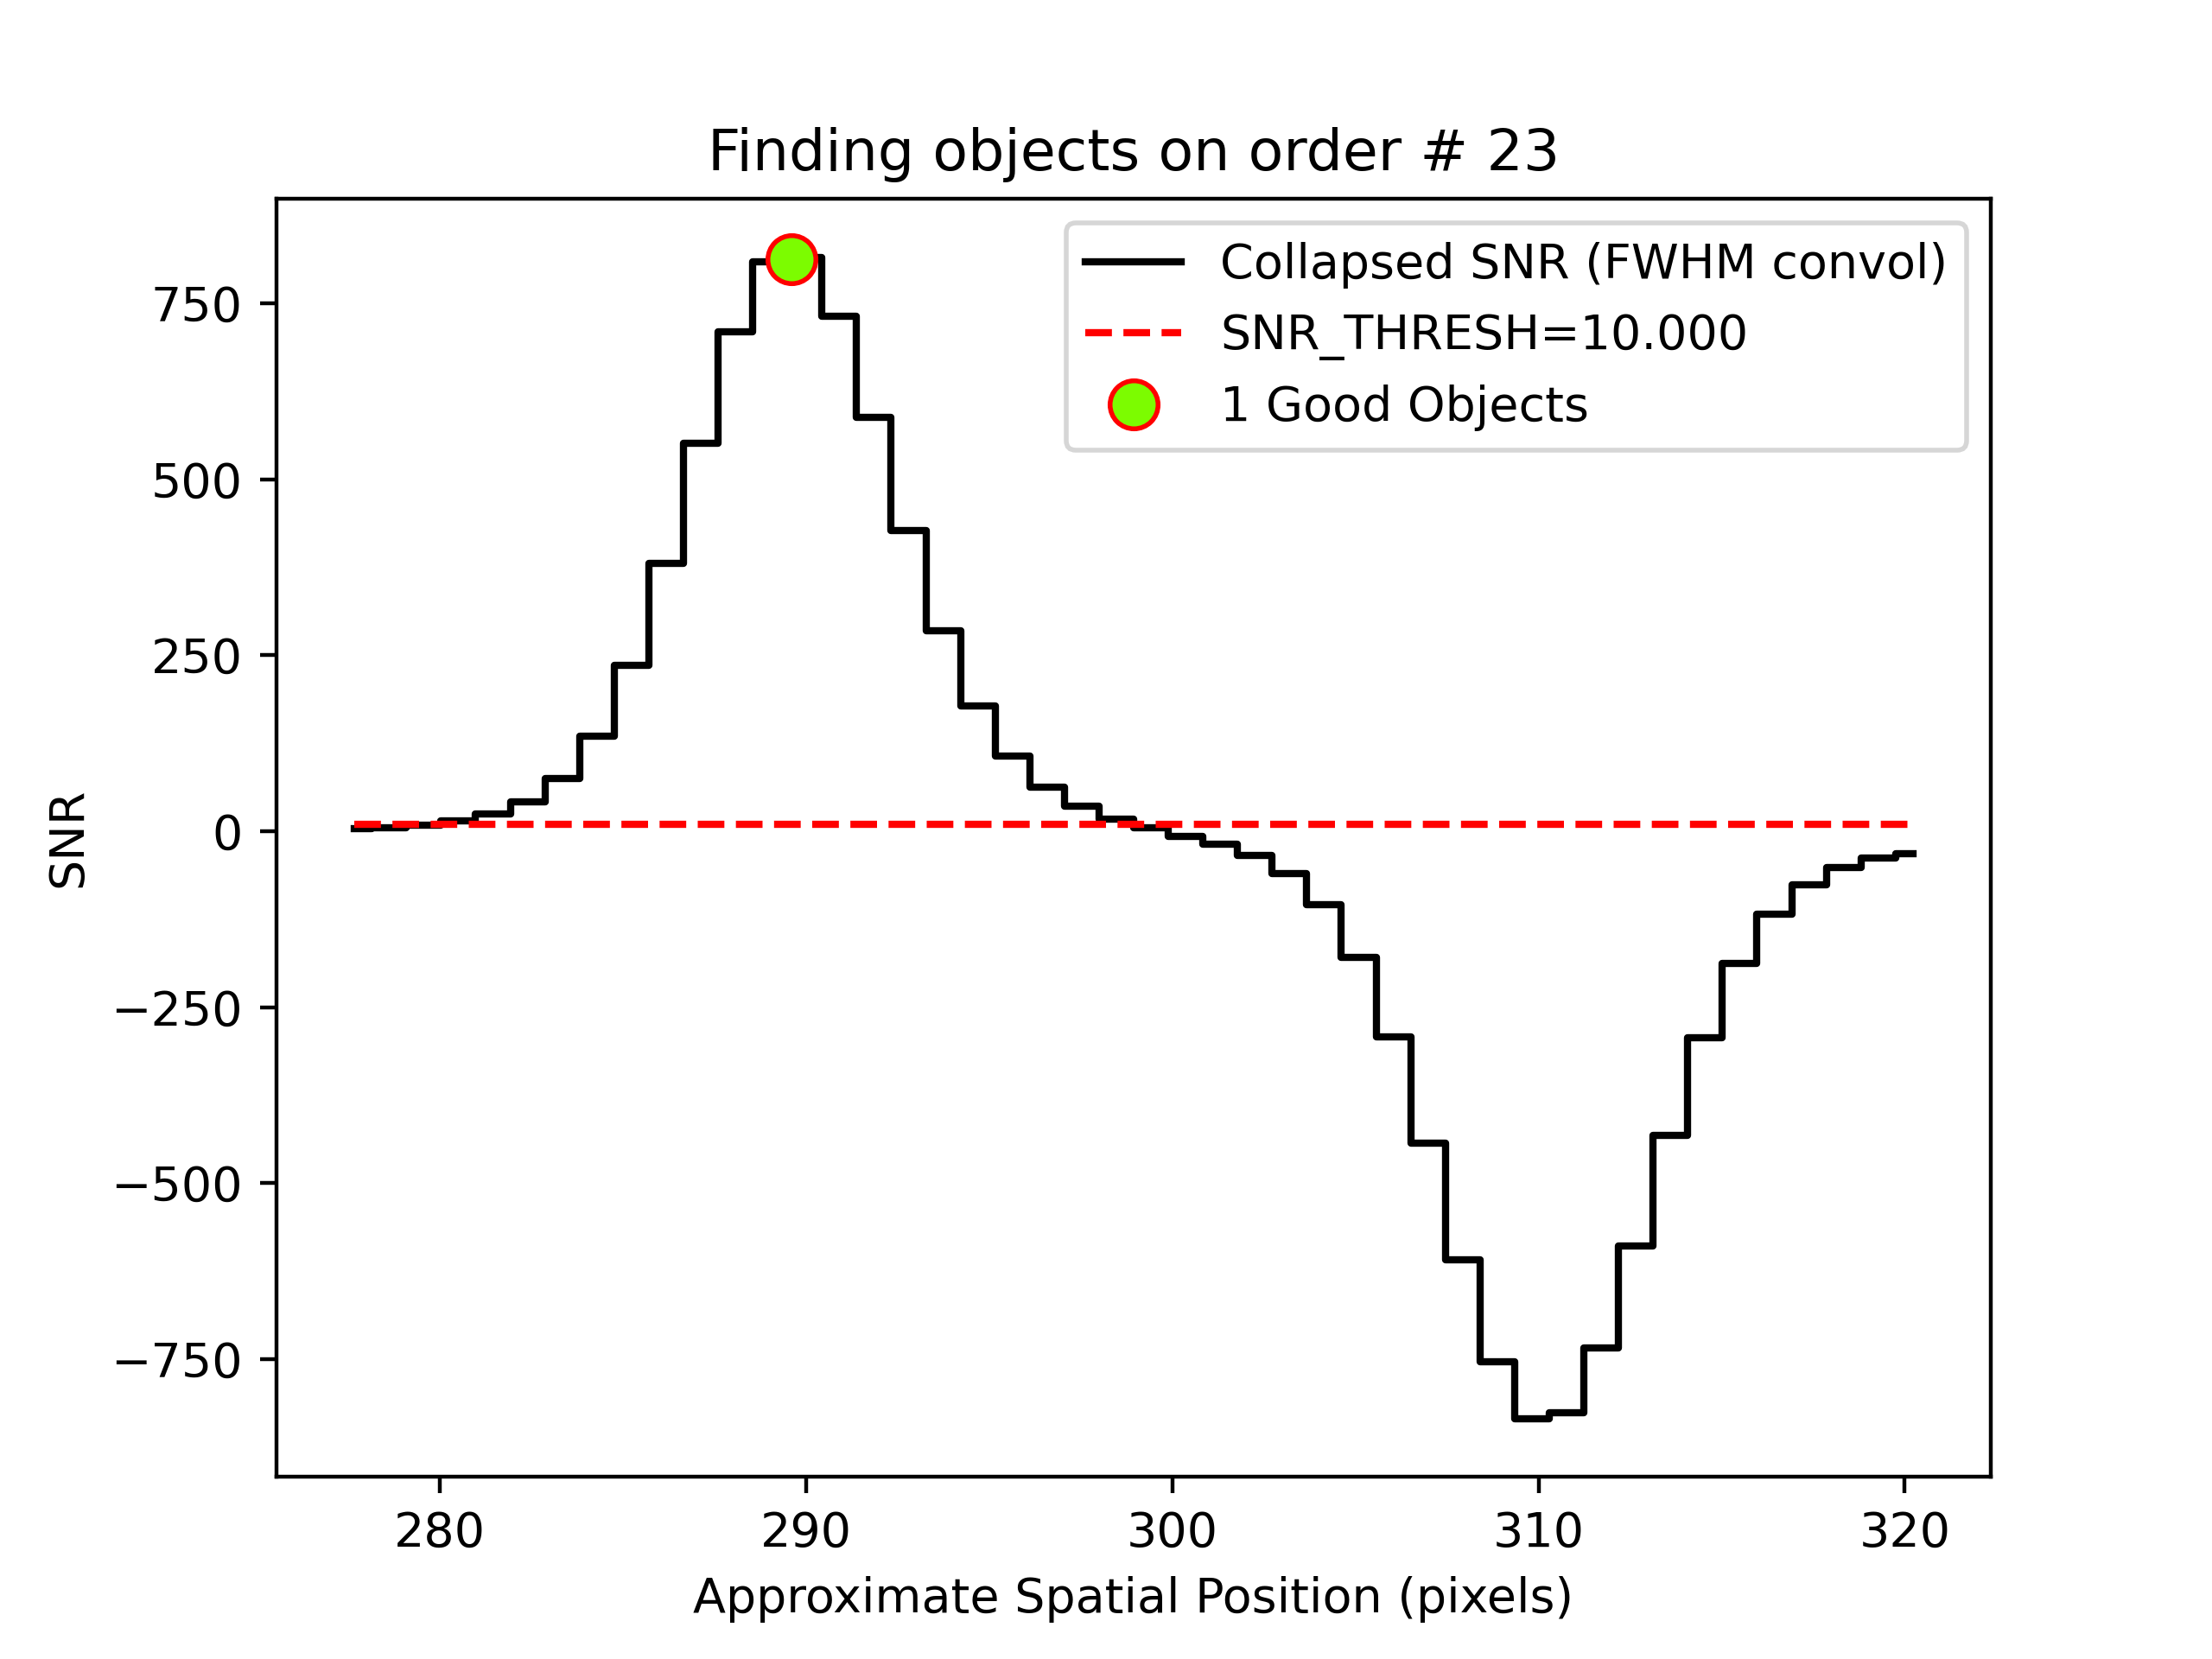 Finding objects on order # 23
Collapsed SNR (FWHM convol)
SNR_THRESH=10.000
1 Good Objects
750
500
250
0
−250
−500
−750
SNR
280 290 300 310 320
Approximate Spatial Position (pixels)